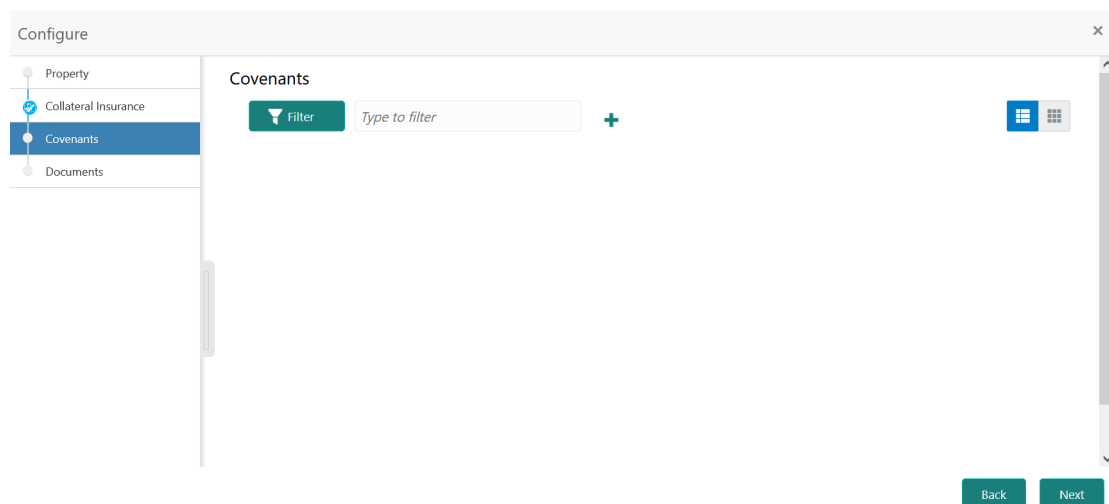 Configure
Property
Collateral Insurance
Covenants
Documents
Covenants
Filter
Type to filter
Back
Next